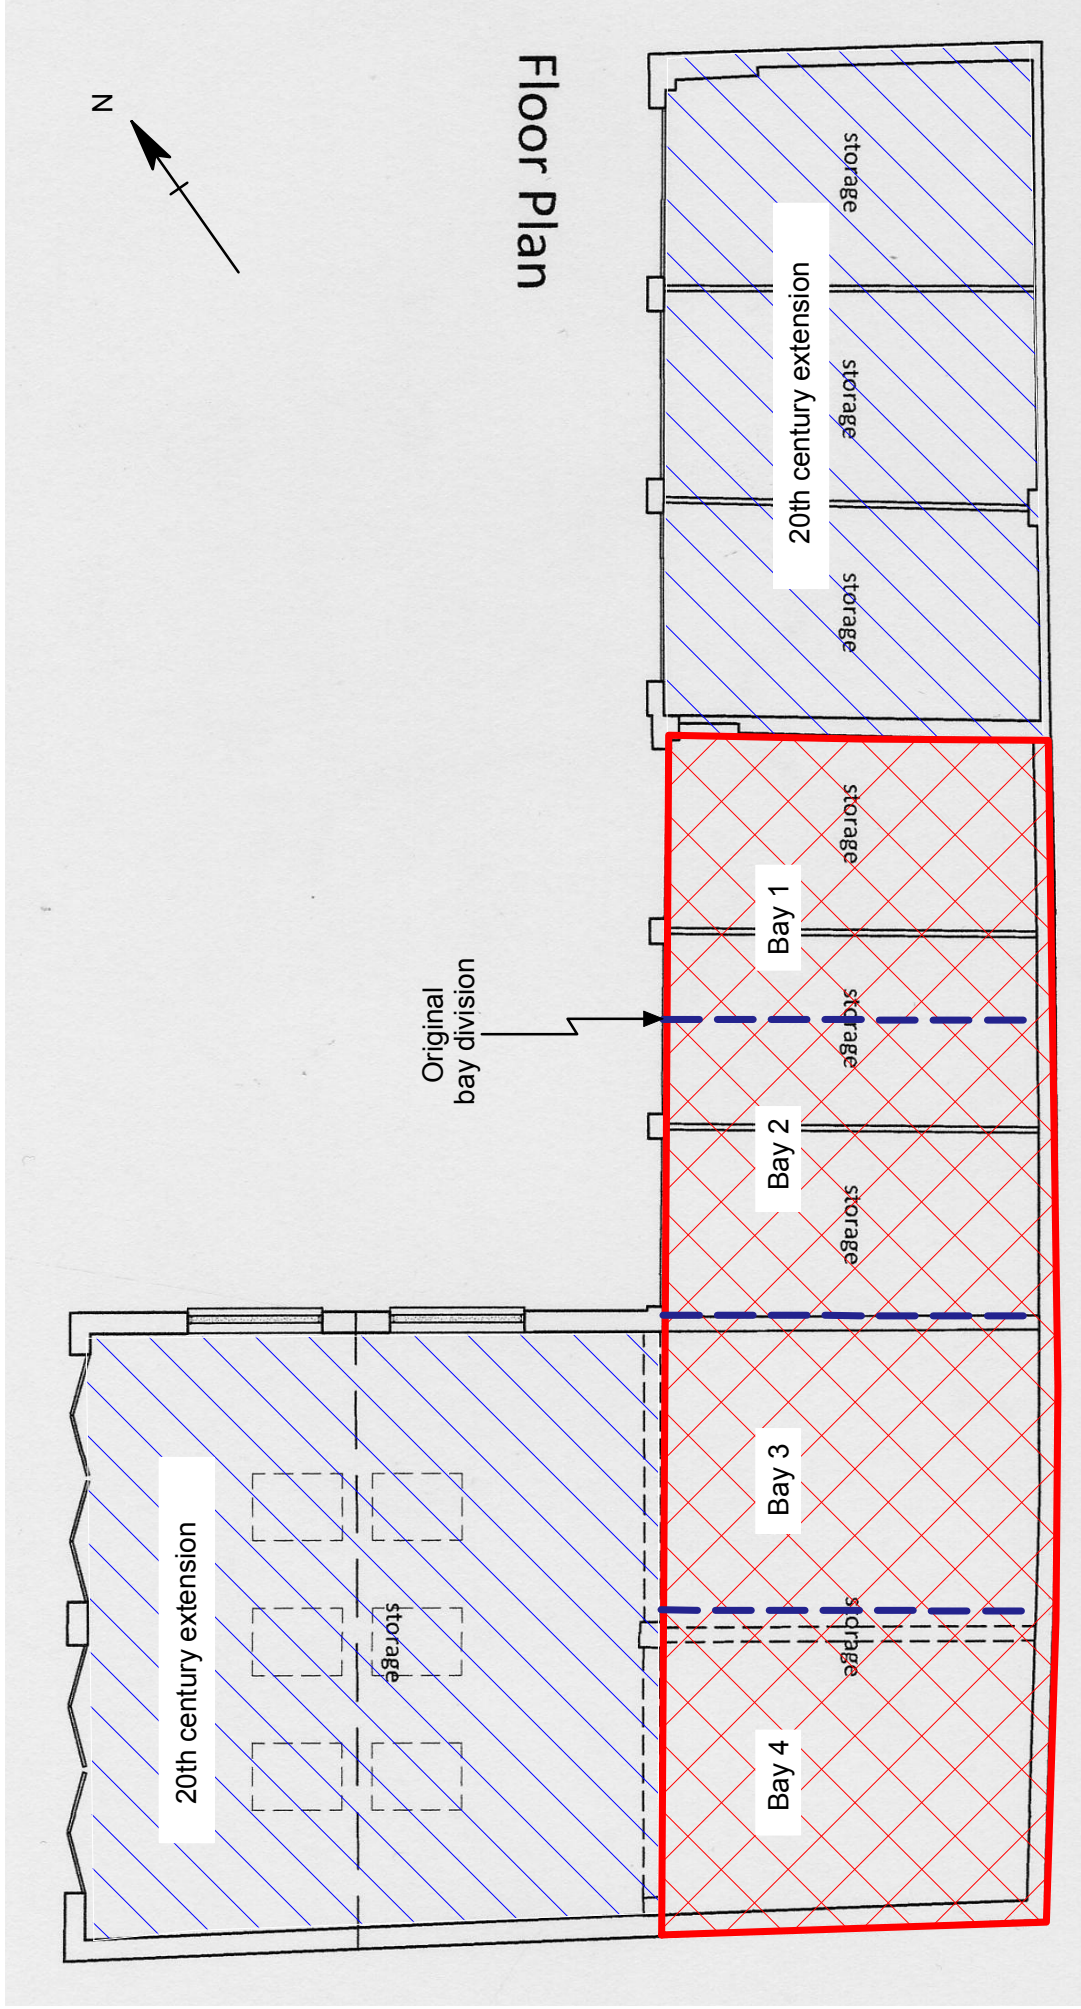 N
Floor Plan
storage
storage
storage
20th century extension
storage
storage
storage
Bay 1
Original
bay division
Bay 2
Bay 3
storage
Bay 4
storage
20th century extension